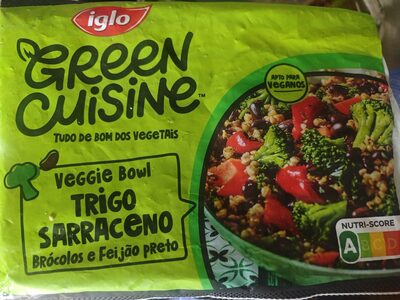 iglo
GREEN
CUISINE™
TUDO DE BOM DOS VEGETAIS
APTO PARA
VEGANOS
Veggie Bowl
TRIGO
SARRACENO
Brócolos e Feijão preto
NUTRI-SCORE
A B C D